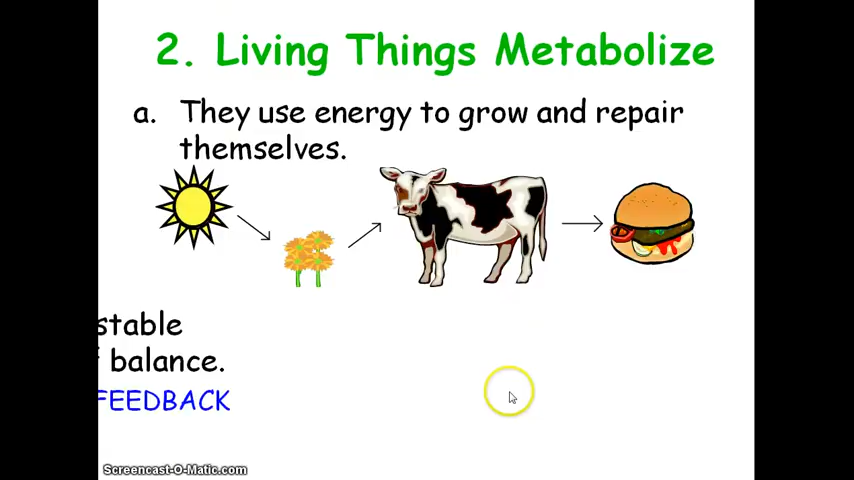 2. Living Things Metabolize
a. They use energy to grow and repair
themselves.
stable
balance.
FEEDBACK
Screencast-O-Matic.com